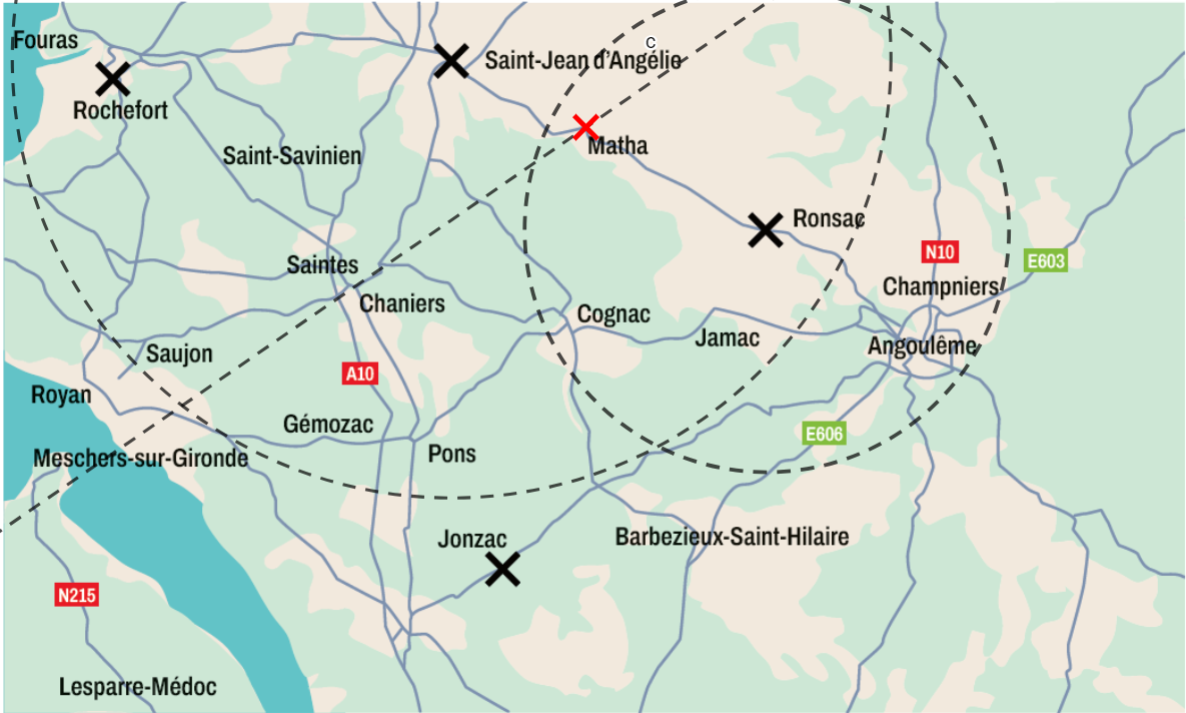 Fouras
c
Saint-Jean d'Angélie
Rochefort
Matha
Saint-Savinien
Ronsac
N10
E603
Saintes
Champniers
Chaniers
Cognac
Jarnac
Angoulême
Saujon
A10
Royan
Gémozac
E606
Meschers-sur-Gironde
Pons
Jonzac
Barbezieux-Saint-Hilaire
N215
Lesparre-Médoc